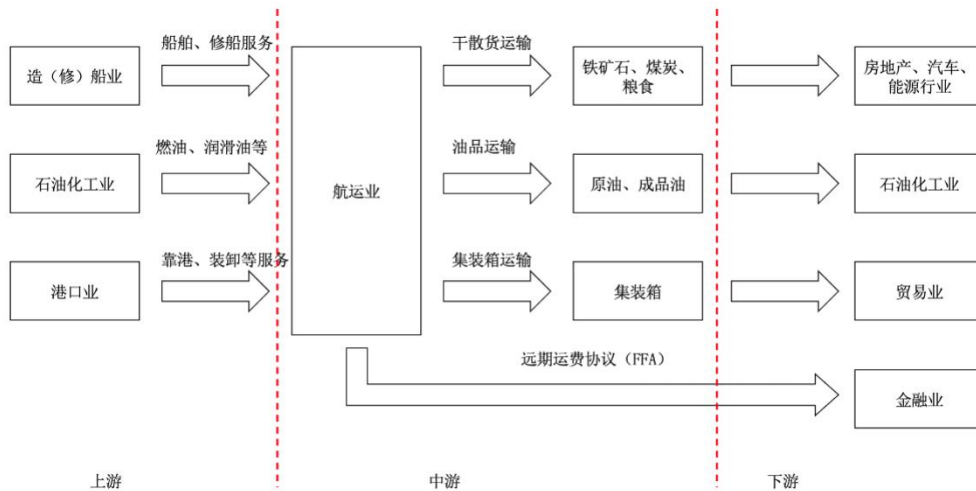 船舶、修船服务
干散货运输
造（修）船业
铁矿石、煤炭、
粮食
房地产、汽车、
能源行业
燃油、润滑油等
油品运输
石油化工业
航运业
原油、成品油
石油化工业
靠港、装卸等服务
集装箱运输
港口业
集装箱
贸易业
远期运费协议（FFA）
金融业
上游
中游
下游